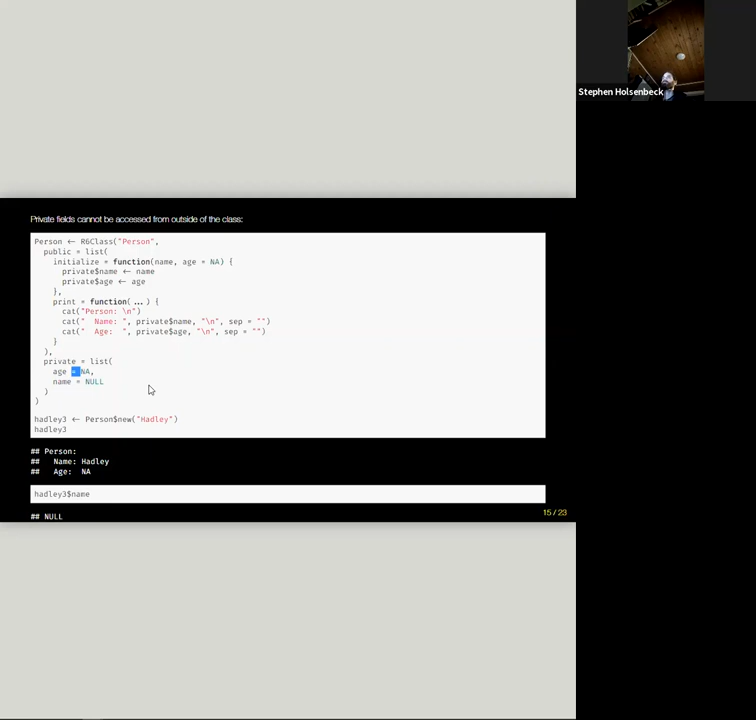 Stephen Holsenbeck
Private fields cannot be accessed from outside of the class:
Person ← R6Class("Person",
public = list(
initialize = function(name, age = NA) {
private$name ← name
private$age ← age
},
print = function( ... ) {
cat("Person: \n")
cat("  Name: ", private$name, "\n", sep = "")
cat("  Age:  ", private$age, "\n", sep = "")
}
),
private = list(
age = NA,
name = NULL
)
)
hadley3 ← Person$new("Hadley")
hadley3
## Person:
##   Name: Hadley
##   Age:  NA
hadley3$name
## NULL
15 / 23